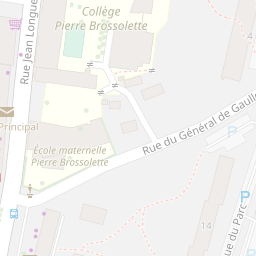 Collège
Pierre Brossolette
Rue Jean Longue
Principal
Rue du Général de Gaulle
École maternelle
Pierre Brossolette
P
P
14
Rue du Parc
P